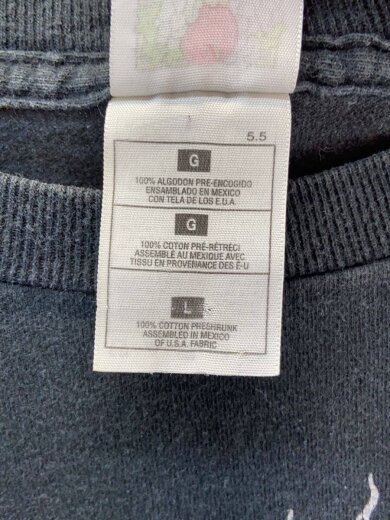 5.5
G
100% ALGODON PRE-ENCOGIDO
ENSAMBLADO EN MEXICO
CON TELA DE LOS E.U.A.
G
100% COTON PRÉ-RÉTRECI
ASSEMBLÉ AU MEXIQUE AVEC
TISSU EN PROVENANCE DES É-U
L
100% COTTON PRESHRUNK
ASSEMBLED IN MEXICO
OF U.S.A. FABRIC